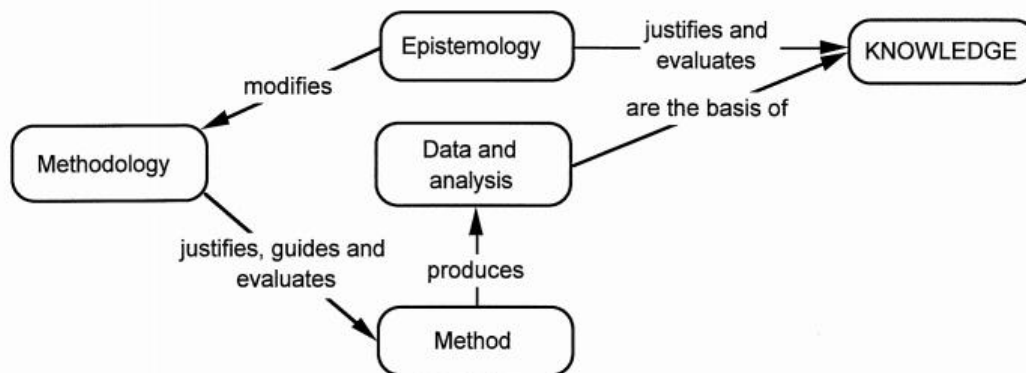 Epistemology
justifies and
evaluates
KNOWLEDGE
modifies
are the basis of
Methodology
Data and
analysis
justifies, guides and
evaluates
produces
Method